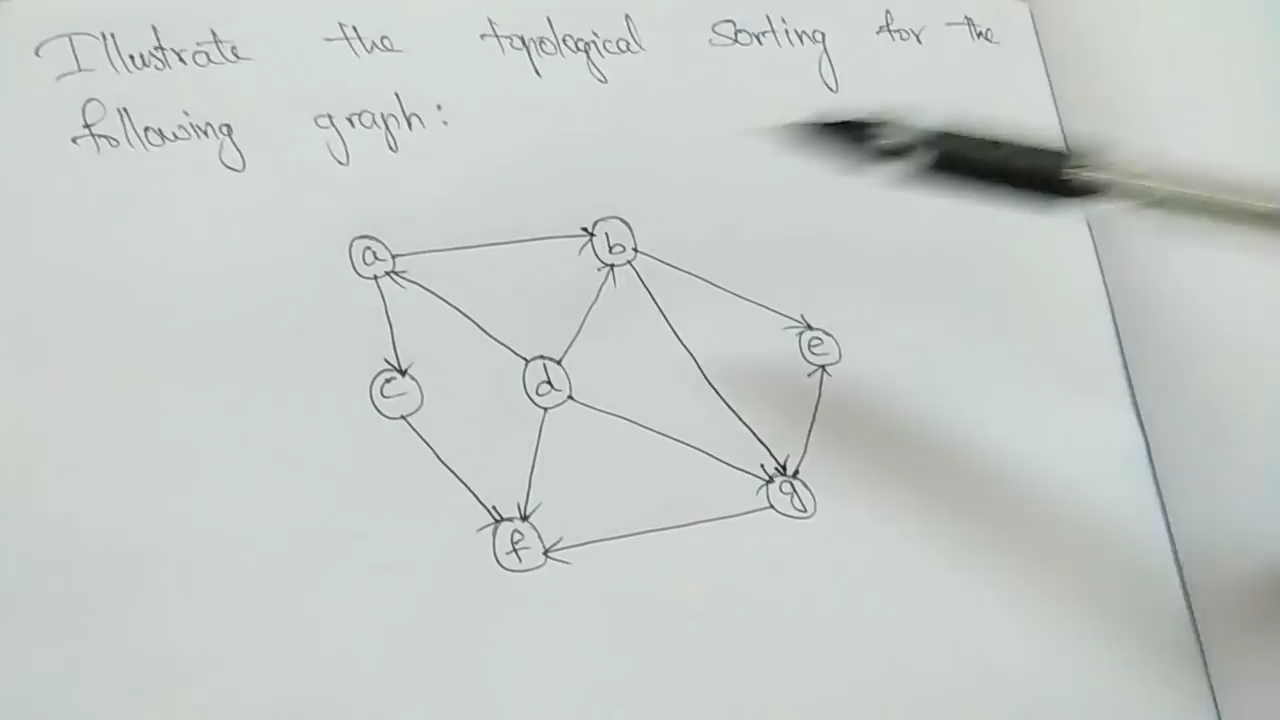 Illustrate the topological sorting for the
following graph:
a
b
e
c
d
g
f